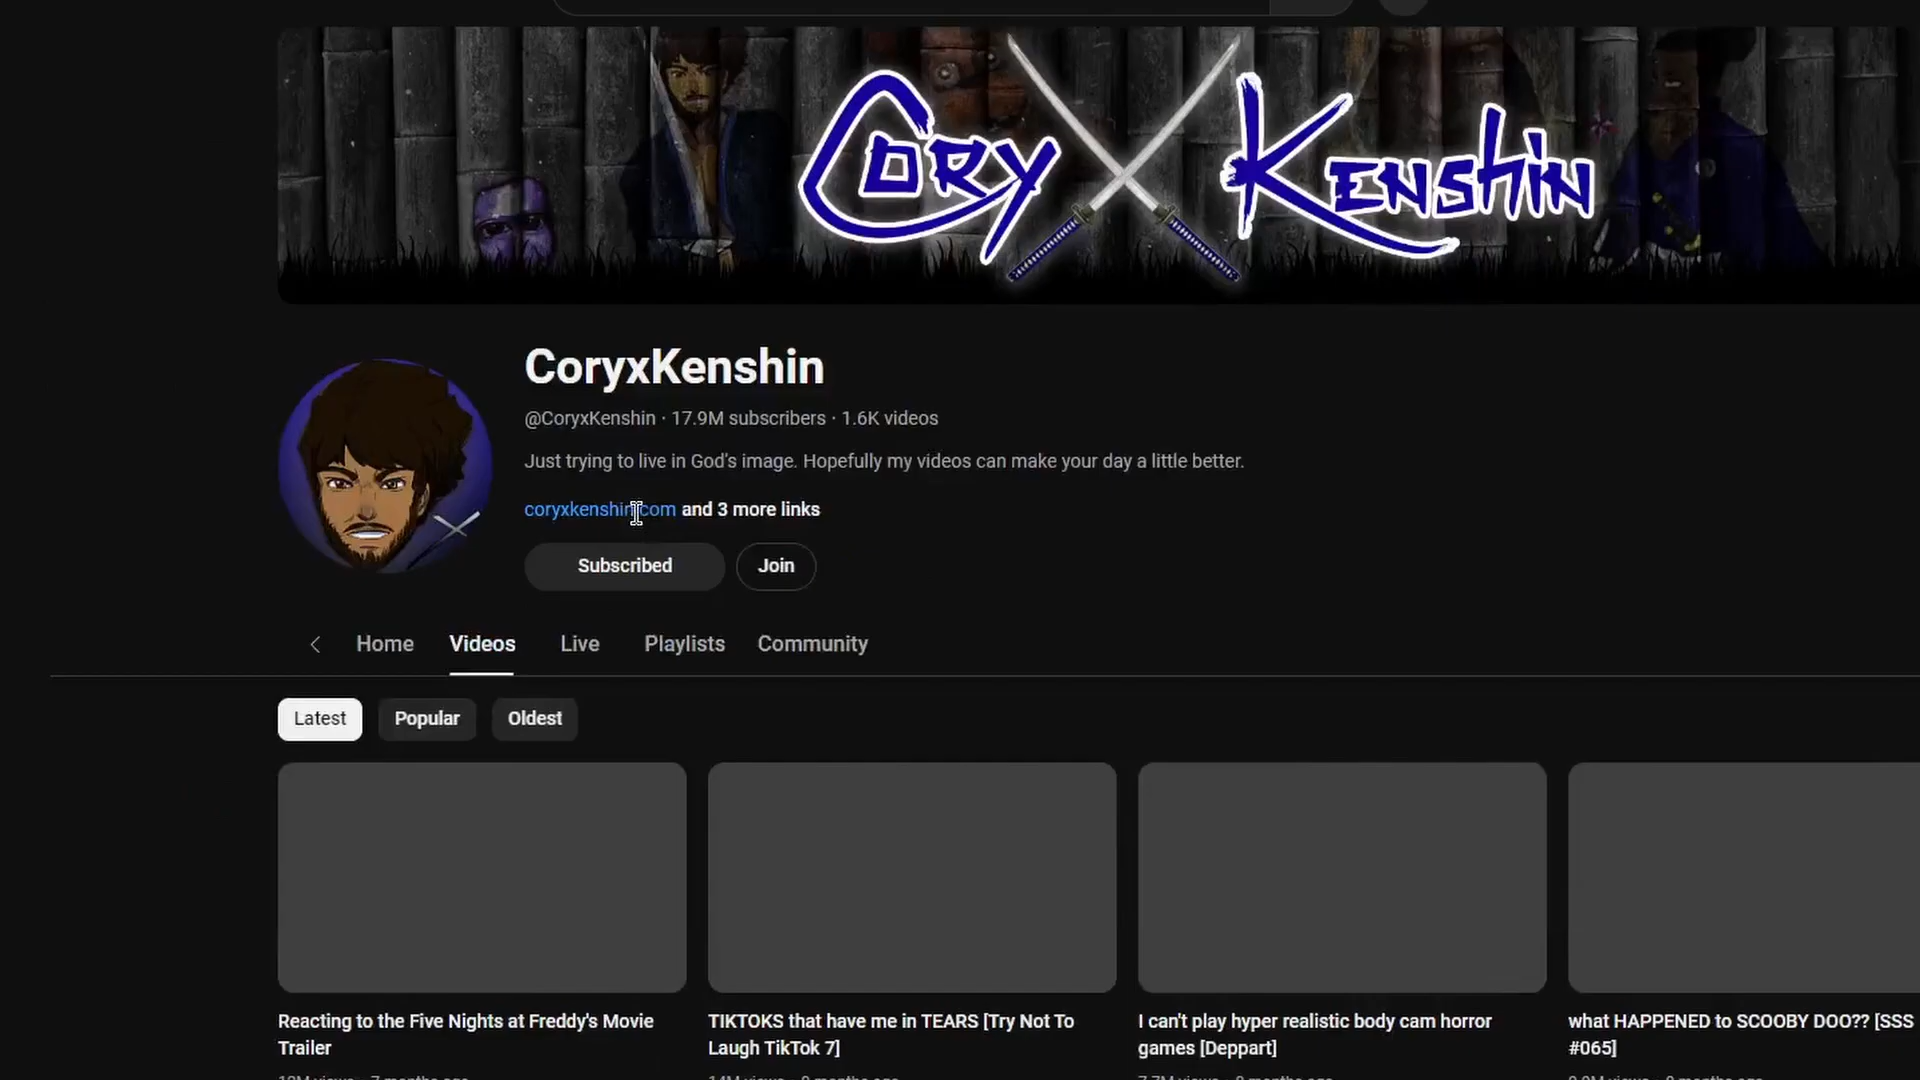 Cory Kenshin
CoryxKenshin
@CoryxKenshin · 17.9M subscribers · 1.6K videos
Just trying to live in God's image. Hopefully my videos can make your day a little better.
coryxkenshin.com and 3 more links
Subscribed Join
Home Videos Live Playlists Community
Latest Popular Oldest
Reacting to the Five Nights at Freddy's Movie
Trailer
TIKTOKS that have me in TEARS [Try Not To
Laugh TikTok 7]
I can't play hyper realistic body cam horror
games [Deppart]
what HAPPENED to SCOOBY DOO?? [SSS
#065]